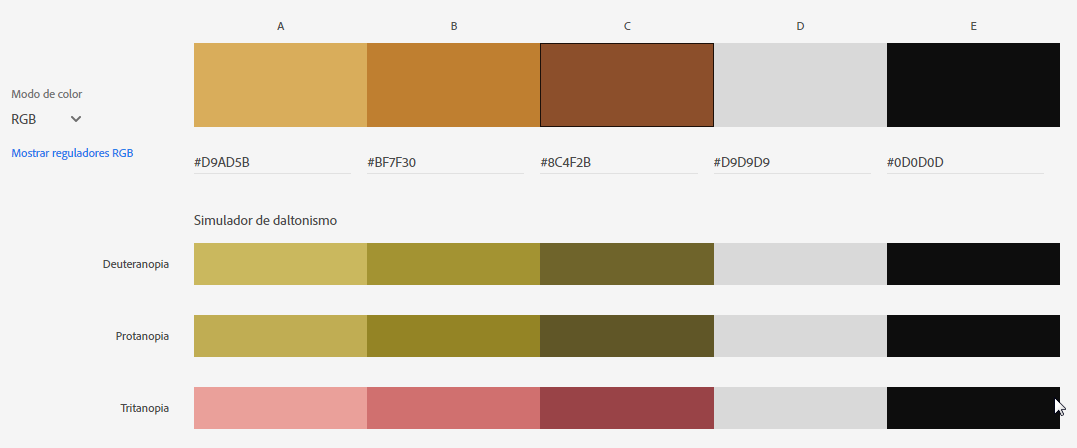 A B C D E
Modo de color
RGB
Mostrar reguladores RGB
#D9AD5B #BF7F30 #8C4F2B #D9D9D9 #0D0D0D
Simulador de daltonismo
Deuteranopia
Protanopia
Tritanopia